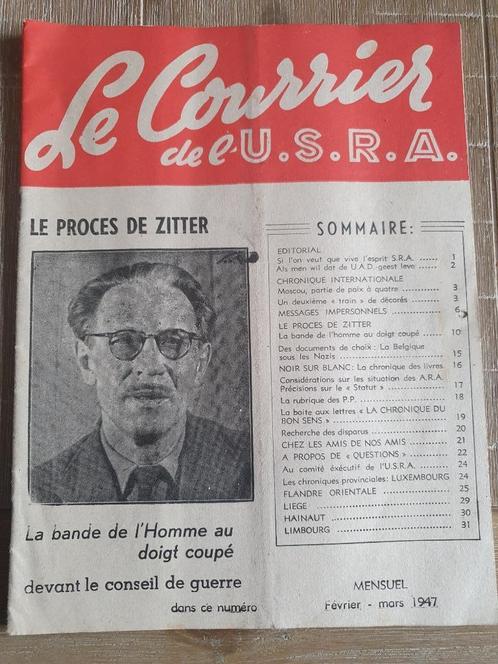 Le Courrier
de l'U.S.R.A.
LE PROCES DE ZITTER
La bande de l'Homme au
doigt coupé
devant le conseil de guerre
dans ce numéro
SOMMAIRE:
EDITORIAL
Si l'on veut que vive l'esprit S.R.A. ...... 1
Als men wil dat de U.A.D.-geest leve ...... 2
CHRONIQUE INTERNATIONALE
Moscou, partie de paix à quatre ............ 3
Un deuxième « train » de décorés ...... 3
MESSAGES IMPERSONNELS ............ 6
LE PROCES DE ZITTER
La bande de l'homme au doigt coupé ...... 10
Des documents de choix : La Belgique
sous les Nazis ........................ 15
NOIR SUR BLANC: La chronique des livres 16
Considérations sur les situation des A.R.A.
Précisions sur le « Statut » ............ 17
La rubrique des P.P. .................. 18
La boite aux lettres « LA CHRONIQUE DU
BON SENS » ........................ 19
Recherche des disparus .................. 20
CHEZ LES AMIS DE NOS AMIS ............ 21
A PROPOS DE « QUESTIONS » ............ 22
Au comité éxécutif de l'U.S.R.A. ......... 24
Les chroniques provinciales: LUXEMBOURG 24
FLANDRE ORIENTALE .................. 25
LIEGE .............................. 29
HAINAUT ........................... 30
LIMBOURG ........................... 31
MENSUEL
Février - mars 1947